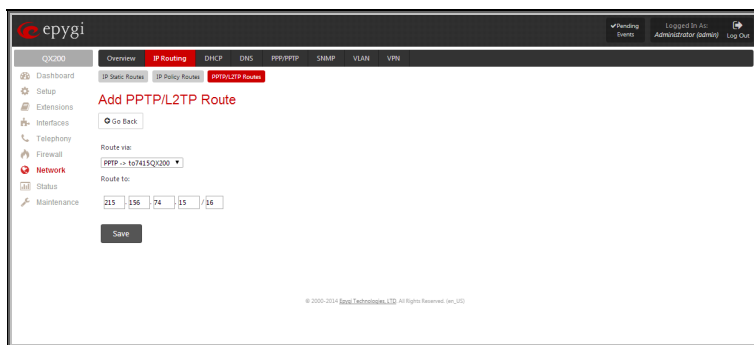 epygi
✔Pending Events
Logged In As:
Administrator (admin)
Log Out
QX200
Overview IP Routing DHCP DNS PPP/PPTP SNMP VLAN VPN
Dashboard
Setup
Extensions
Interfaces
Telephony
Firewall
Network
Status
Maintenance
IP Static Routes IP Policy Routes PPTP/L2TP Routes
Add PPTP/L2TP Route
Go Back
Route via:
PPTP -> to7415QX200
Route to:
215 . 156 . 74 . 15 / 16
Save
© 2000-2014 Epygi Technologies, LTD. All Rights Reserved. (en_US)